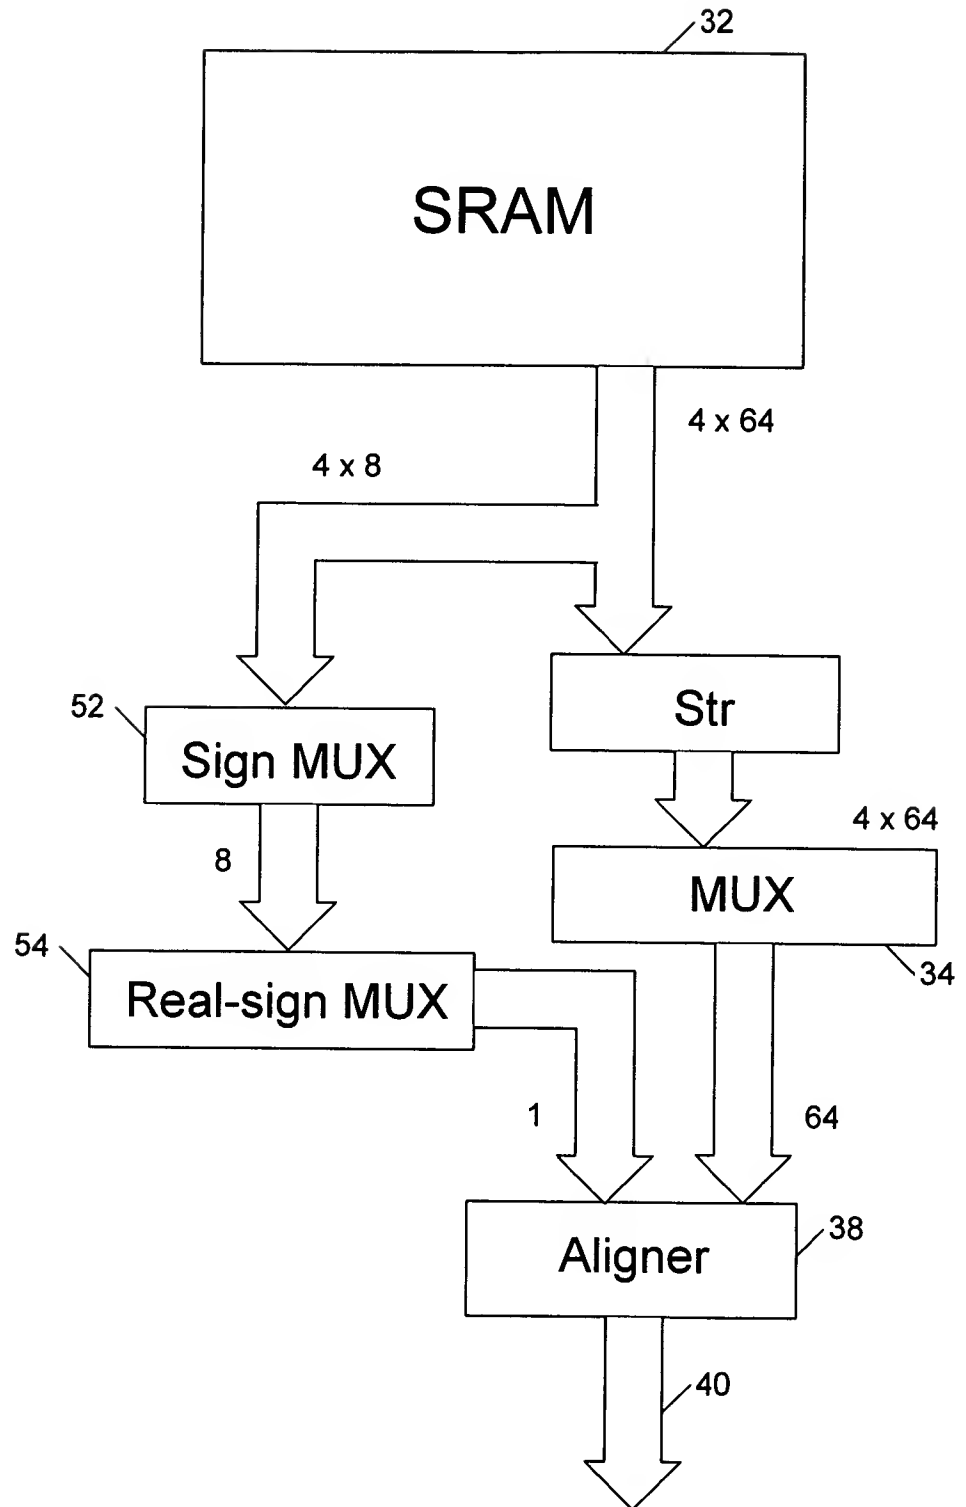 32
SRAM
4 x 64
4 x 8
52
Str
Sign MUX
4 x 64
8
MUX
54
34
Real-sign MUX
1
64
38
Aligner
40